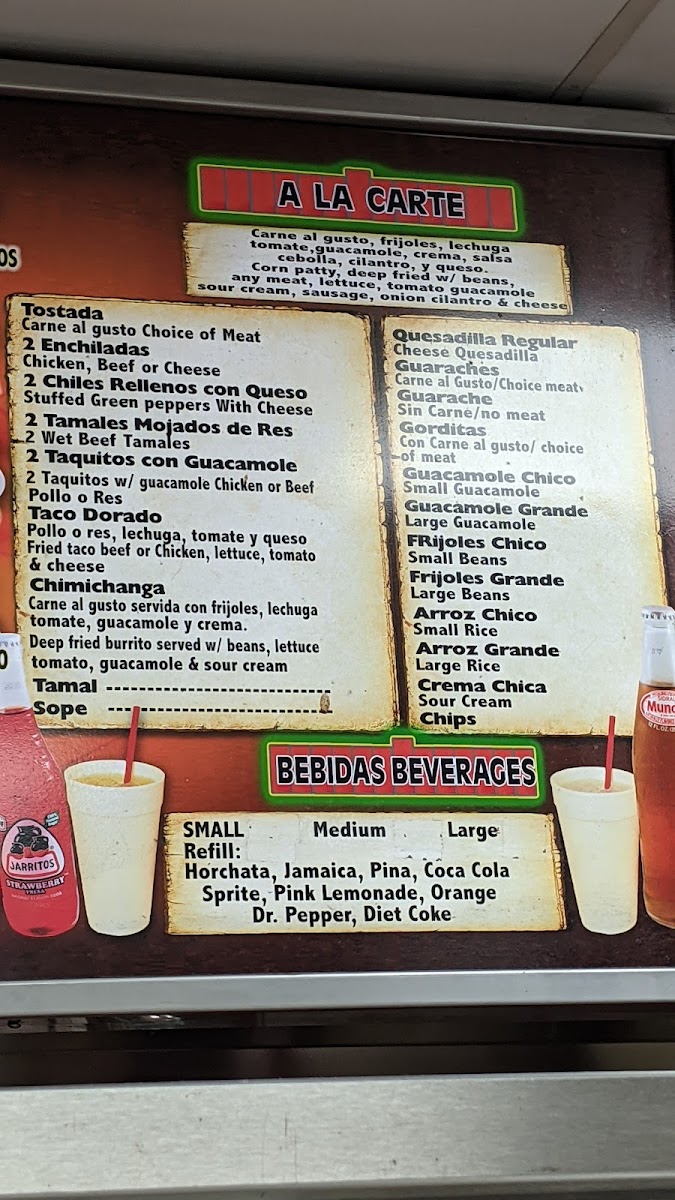 OS
A LA CARTE
Carne al gusto, frijoles, lechuga
tomate,guacamole, crema, salsa
cebolla, cilantro, y queso.
Corn patty, deep fried w/ beans,
any meat, lettuce, tomato guacamole
sour cream, sausage, onion cilantro & cheese
Tostada
Carne al gusto Choice of Meat
2 Enchiladas
Chicken, Beef or Cheese
2 Chiles Rellenos con Queso
Stuffed Green peppers With Cheese
2 Tamales Mojados de Res
2 Wet Beef Tamales
2 Taquitos con Guacamole
2 Taquitos w/ guacamole Chicken or Beef
Pollo o Res
Taco Dorado
Pollo o res, lechuga, tomate y queso
Fried taco beef or Chicken, lettuce, tomato
& cheese
Chimichanga
Carne al gusto servida con frijoles, lechuga
tomate, guacamole y crema.
Deep fried burrito served w/ beans, lettuce
tomato, guacamole & sour cream
Tamal ----------------------------
Sope ----------------------------
Quesadilla Regular
Cheese Quesadilla
Guaraches
Carne al Gusto/Choice meat
Guarache
Sin Carne/no meat
Gorditas
Con Carne al gusto/ choice
of meat
Guacamole Chico
Small Guacamole
Guacamole Grande
Large Guacamole
FRijoles Chico
Small Beans
Frijoles Grande
Large Beans
Arroz Chico
Small Rice
Arroz Grande
Large Rice
Crema Chica
Sour Cream
Chips
BEBIDAS BEVERAGES
SMALL Medium Large
Refill:
Horchata, Jamaica, Pina, Coca Cola
Sprite, Pink Lemonade, Orange
Dr. Pepper, Diet Coke
JARRITOS
STRAWBERRY